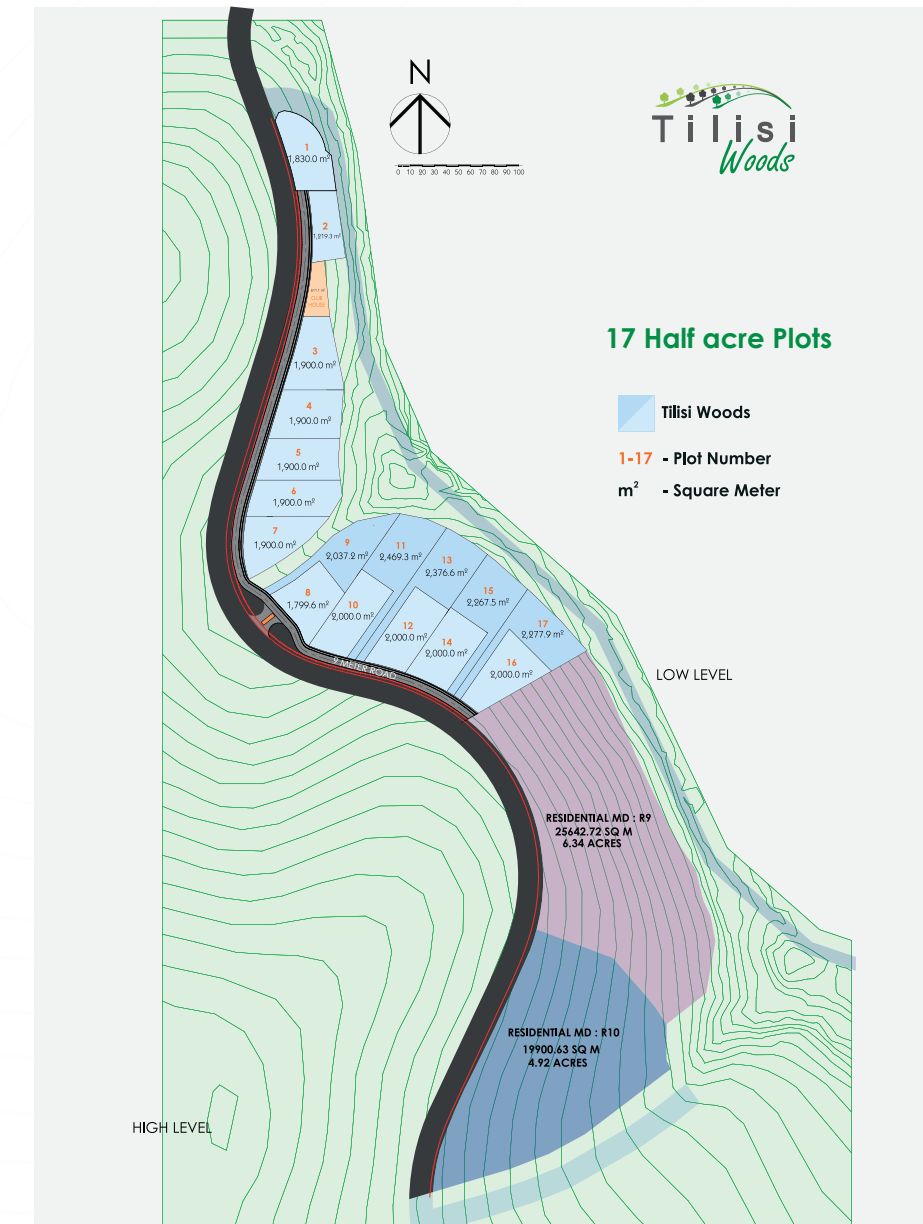 N
0 10 20 30 40 50 60 70 80 90 100
Tilisi
Woods
17 Half acre Plots
Tilisi Woods
1-17 - Plot Number
m² - Square Meter
1
1,830.0 m²
2
1,219.3 m²
CLUB
HOUSE
3
1,900.0 m²
4
1,900.0 m²
5
1,900.0 m²
6
1,900.0 m²
7
1,900.0 m²
8
1,799.6 m²
9
2,037.2 m²
10
2,000.0 m²
11
2,469.3 m²
12
2,000.0 m²
13
2,376.6 m²
14
2,000.0 m²
15
2,267.5 m²
16
2,000.0 m²
17
2,277.9 m²
9 METER ROAD
LOW LEVEL
RESIDENTIAL MD : R9
25642.72 SQ M
6.34 ACRES
RESIDENTIAL MD : R10
19900.63 SQ M
4.92 ACRES
HIGH LEVEL